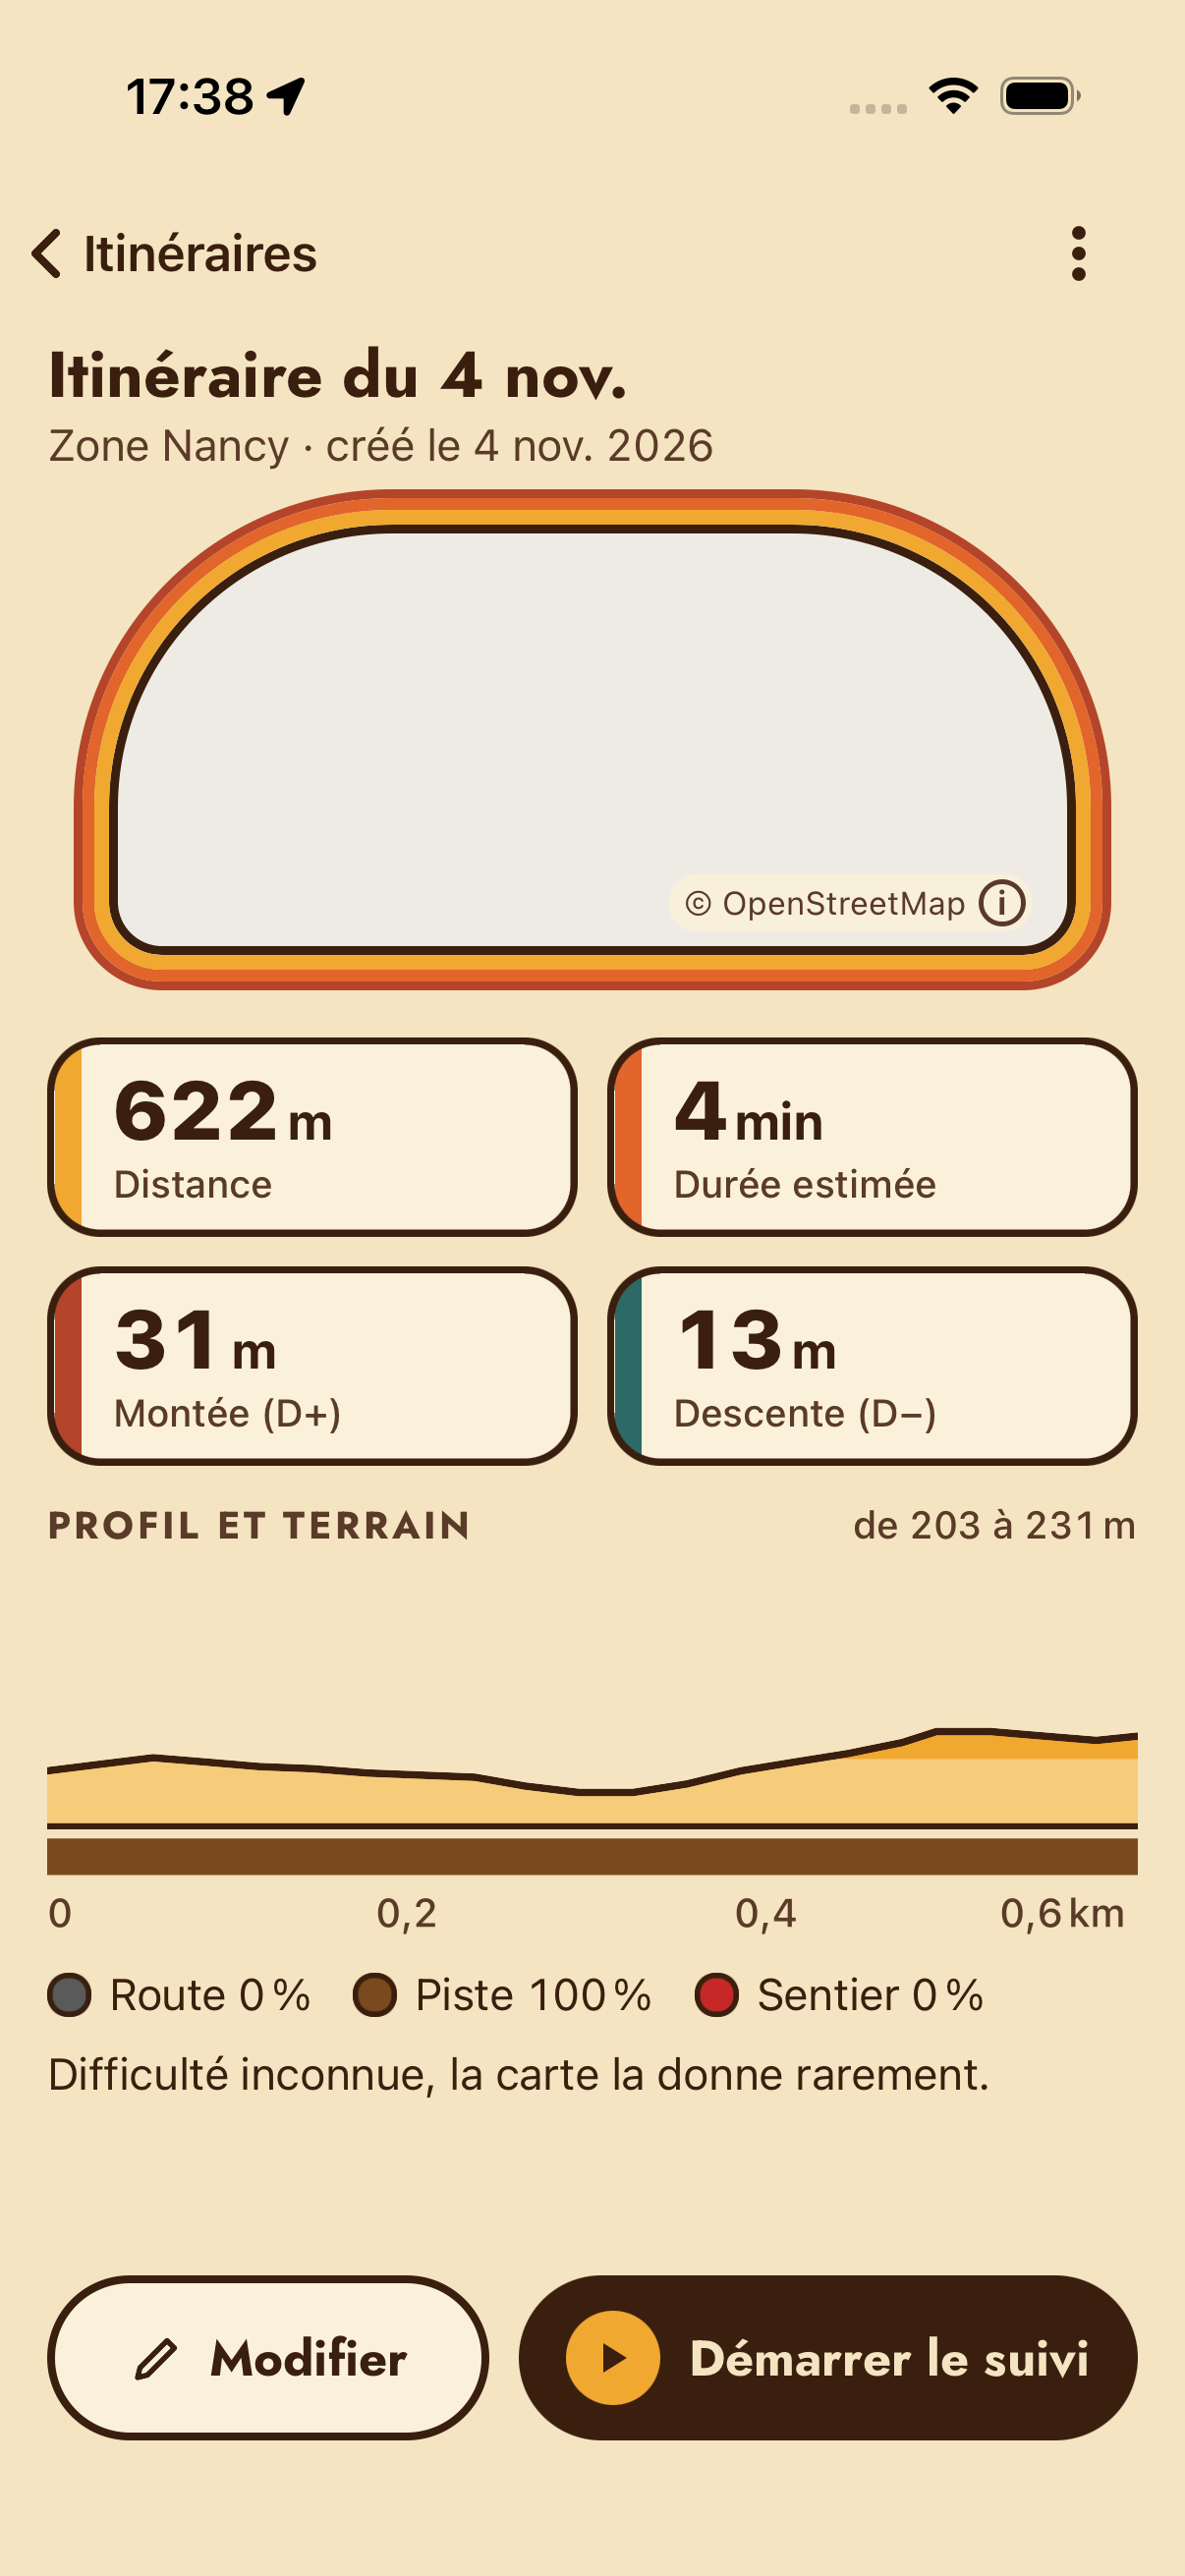 17:38
Itinéraires
Itinéraire du 4 nov.
Zone Nancy · créé le 4 nov. 2026
© OpenStreetMap i
622 m
Distance
4 min
Durée estimée
31 m
Montée (D+)
13 m
Descente (D−)
PROFIL ET TERRAIN
de 203 à 231 m
0 0,2 0,4 0,6 km
Route 0 % Piste 100 % Sentier 0 %
Difficulté inconnue, la carte la donne rarement.
Modifier
Démarrer le suivi